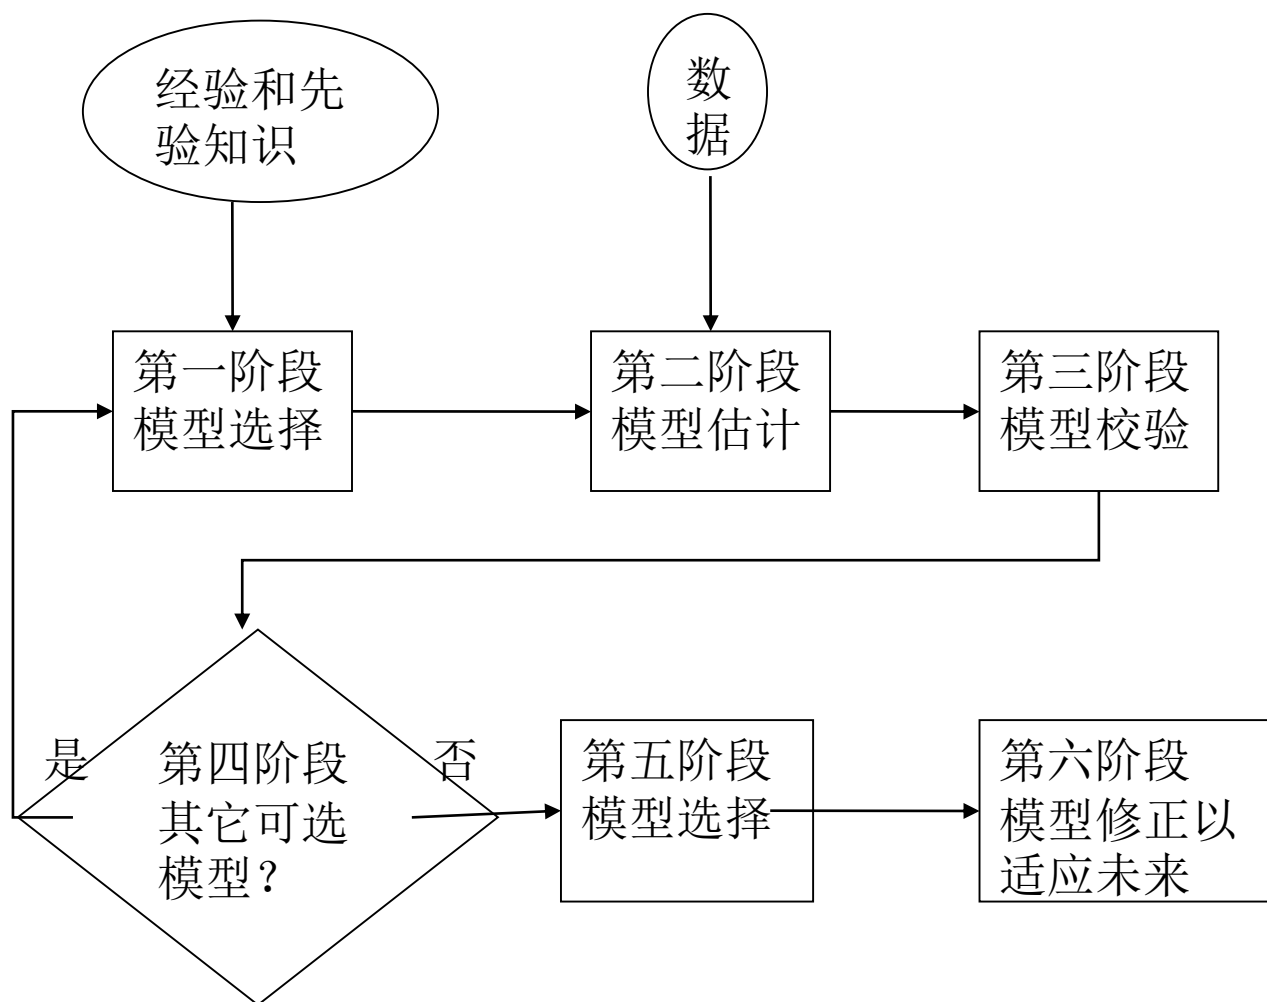 经验和先
验知识
数
据
第一阶段
模型选择
第二阶段
模型估计
第三阶段
模型校验
是
第四阶段
其它可选
模型？
否
第五阶段
模型选择
第六阶段
模型修正以
适应未来